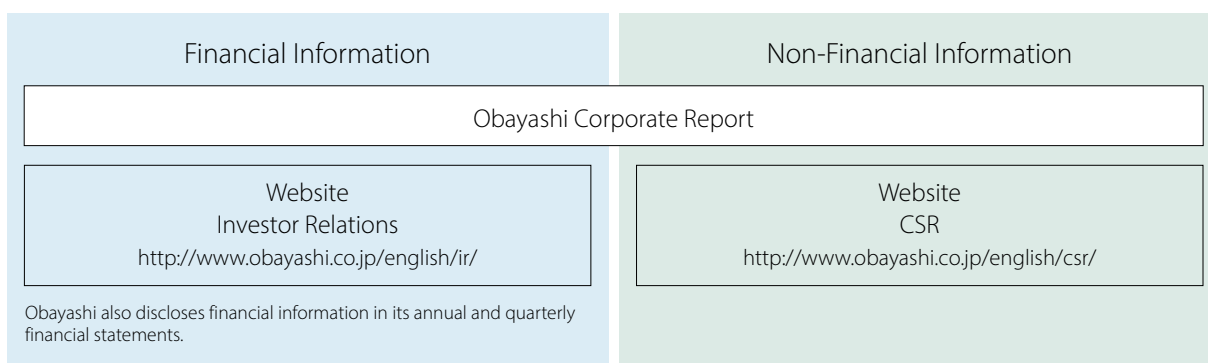 Financial Information
Non-Financial Information
Obayashi Corporate Report
Website
Investor Relations
http://www.obayashi.co.jp/english/ir/
Website
CSR
http://www.obayashi.co.jp/english/csr/
Obayashi also discloses financial information in its annual and quarterly
financial statements.